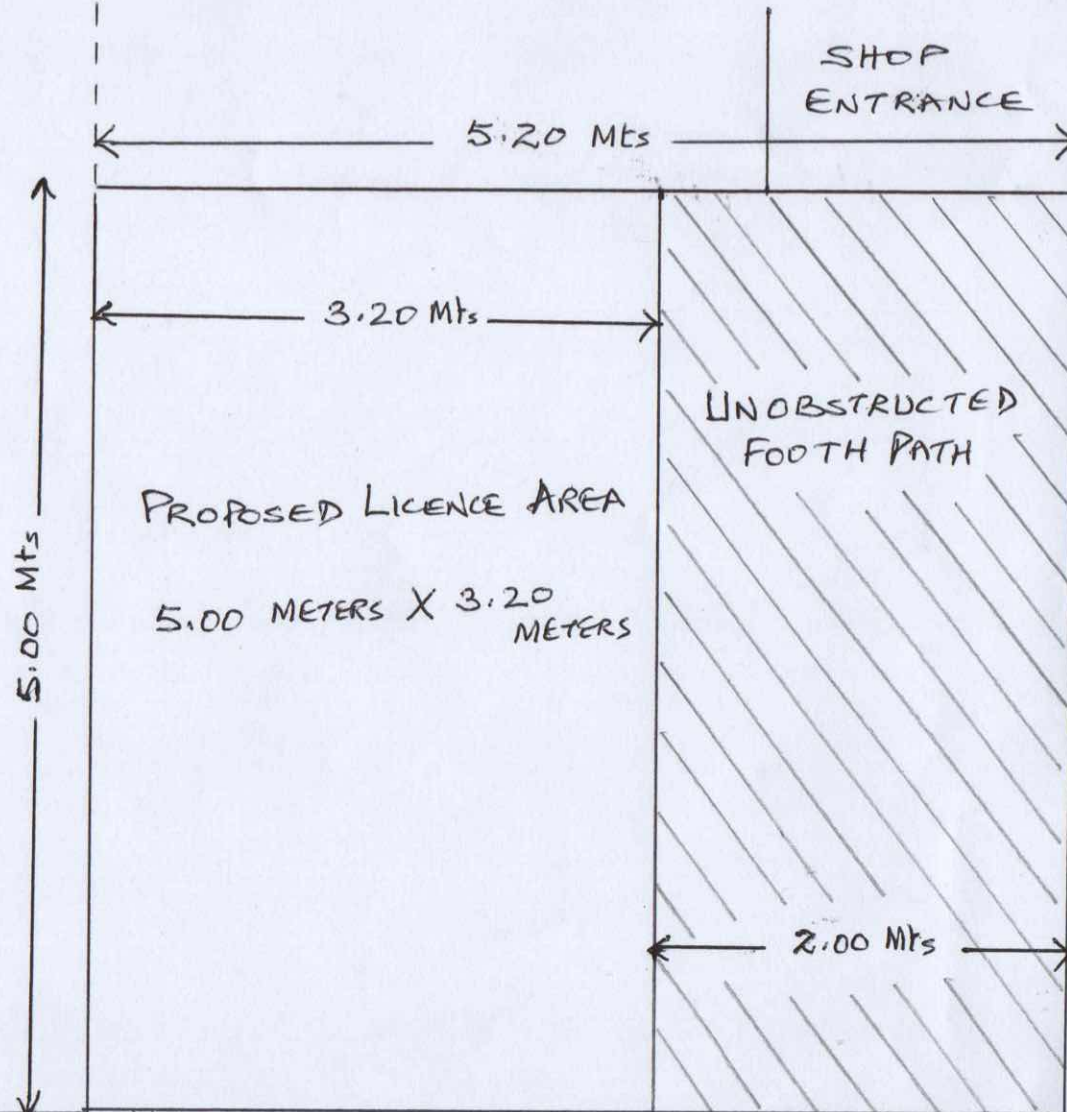 SHOP
ENTRANCE
5.20 Mts
3.20 Mts
UNOBSTRUCTED
FOOTH PATH
PROPOSED LICENCE AREA
5.00 METERS X 3.20
METERS
5.00 Mts
2.00 Mts